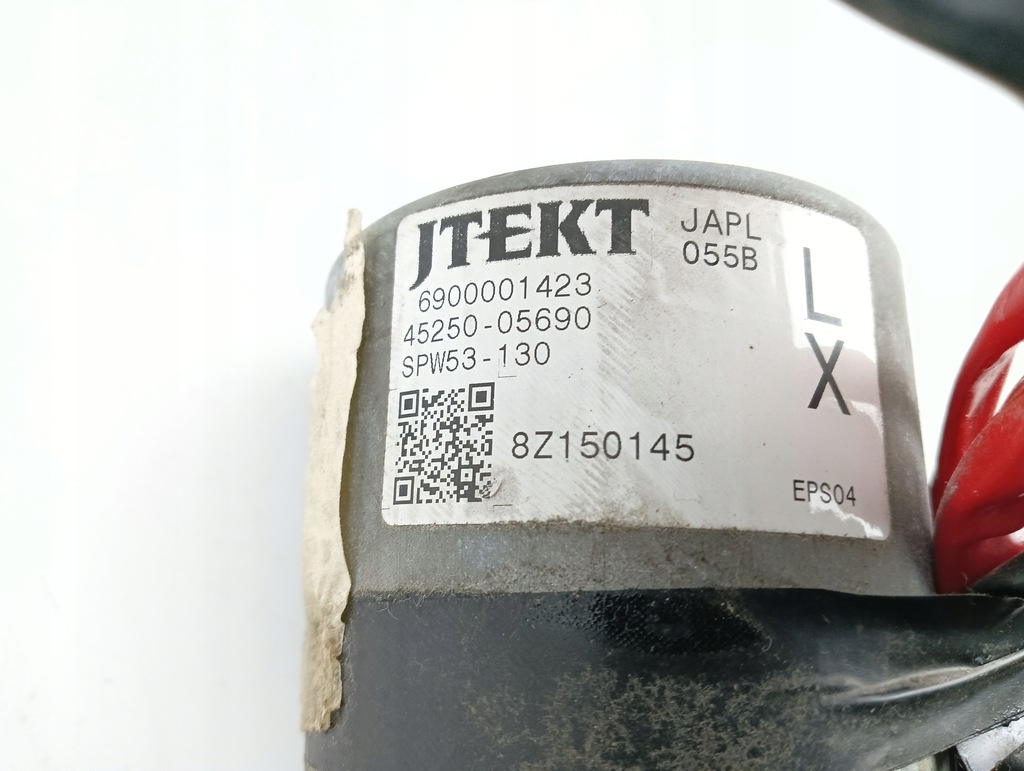 JTEKT
JAPL
055B
6900001423
45250-05690
SPW53-130
8Z150145
L
X
EPS04